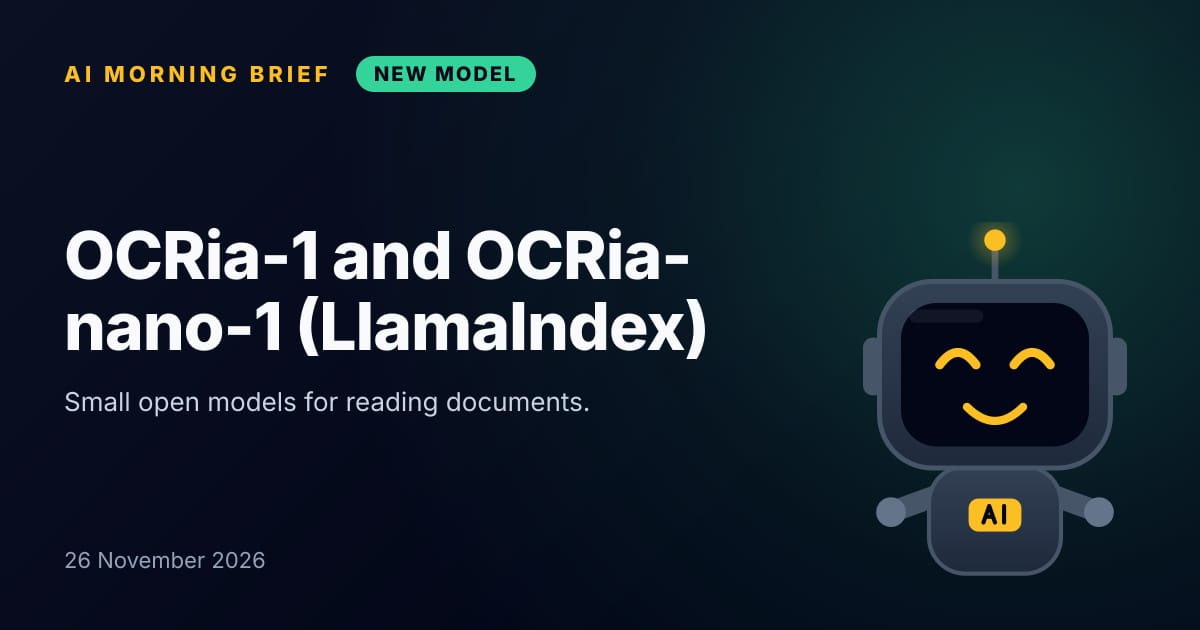 AI MORNING BRIEF
NEW MODEL
OCRia-1 and OCRia-
nano-1 (LlamaIndex)
Small open models for reading documents.
AI
26 November 2026